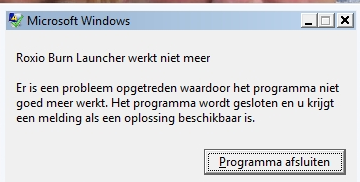 Microsoft Windows
Roxio Burn Launcher werkt niet meer
Er is een probleem opgetreden waardoor het programma niet
goed meer werkt. Het programma wordt gesloten en u krijgt
een melding als een oplossing beschikbaar is.
Programma afsluiten